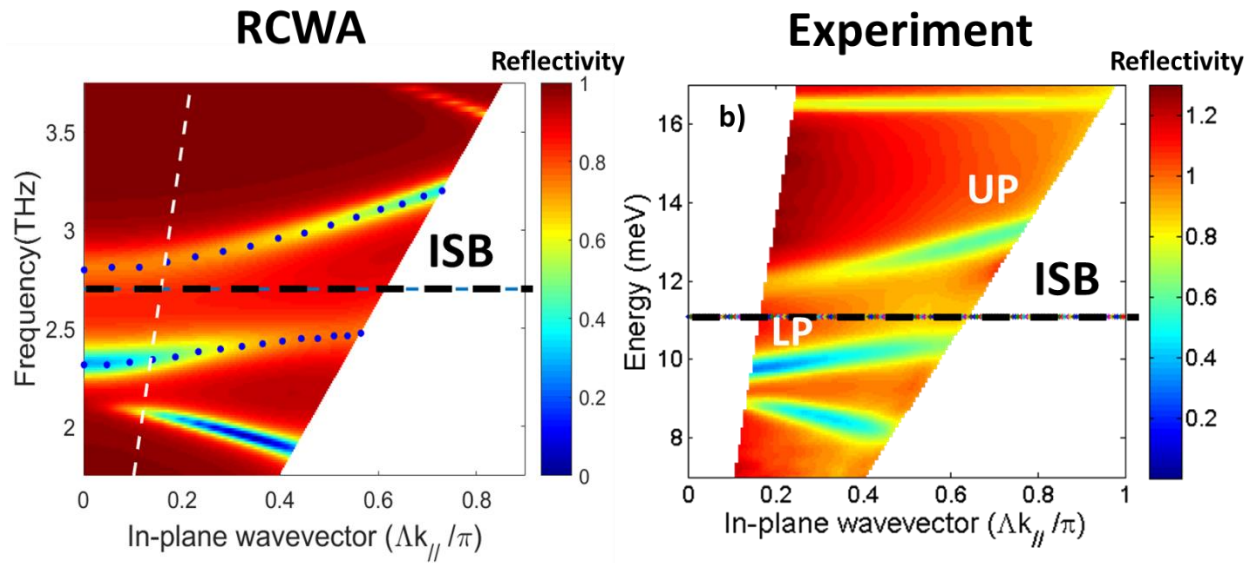 RCWA
Reflectivity
1
3.5
0.8
3
ISB
0.6
2.5
0.4
0.2
2
0
0 0.2 0.4 0.6 0.8
Frequency(THz)
In-plane wavevector (Λk// /π)
Experiment
Reflectivity
b)
16
1.2
UP
14
1
12
0.8
ISB
LP
0.6
10
0.4
8
0.2
0 0.2 0.4 0.6 0.8 1
Energy (meV)
In-plane wavevector (Λk// /π)